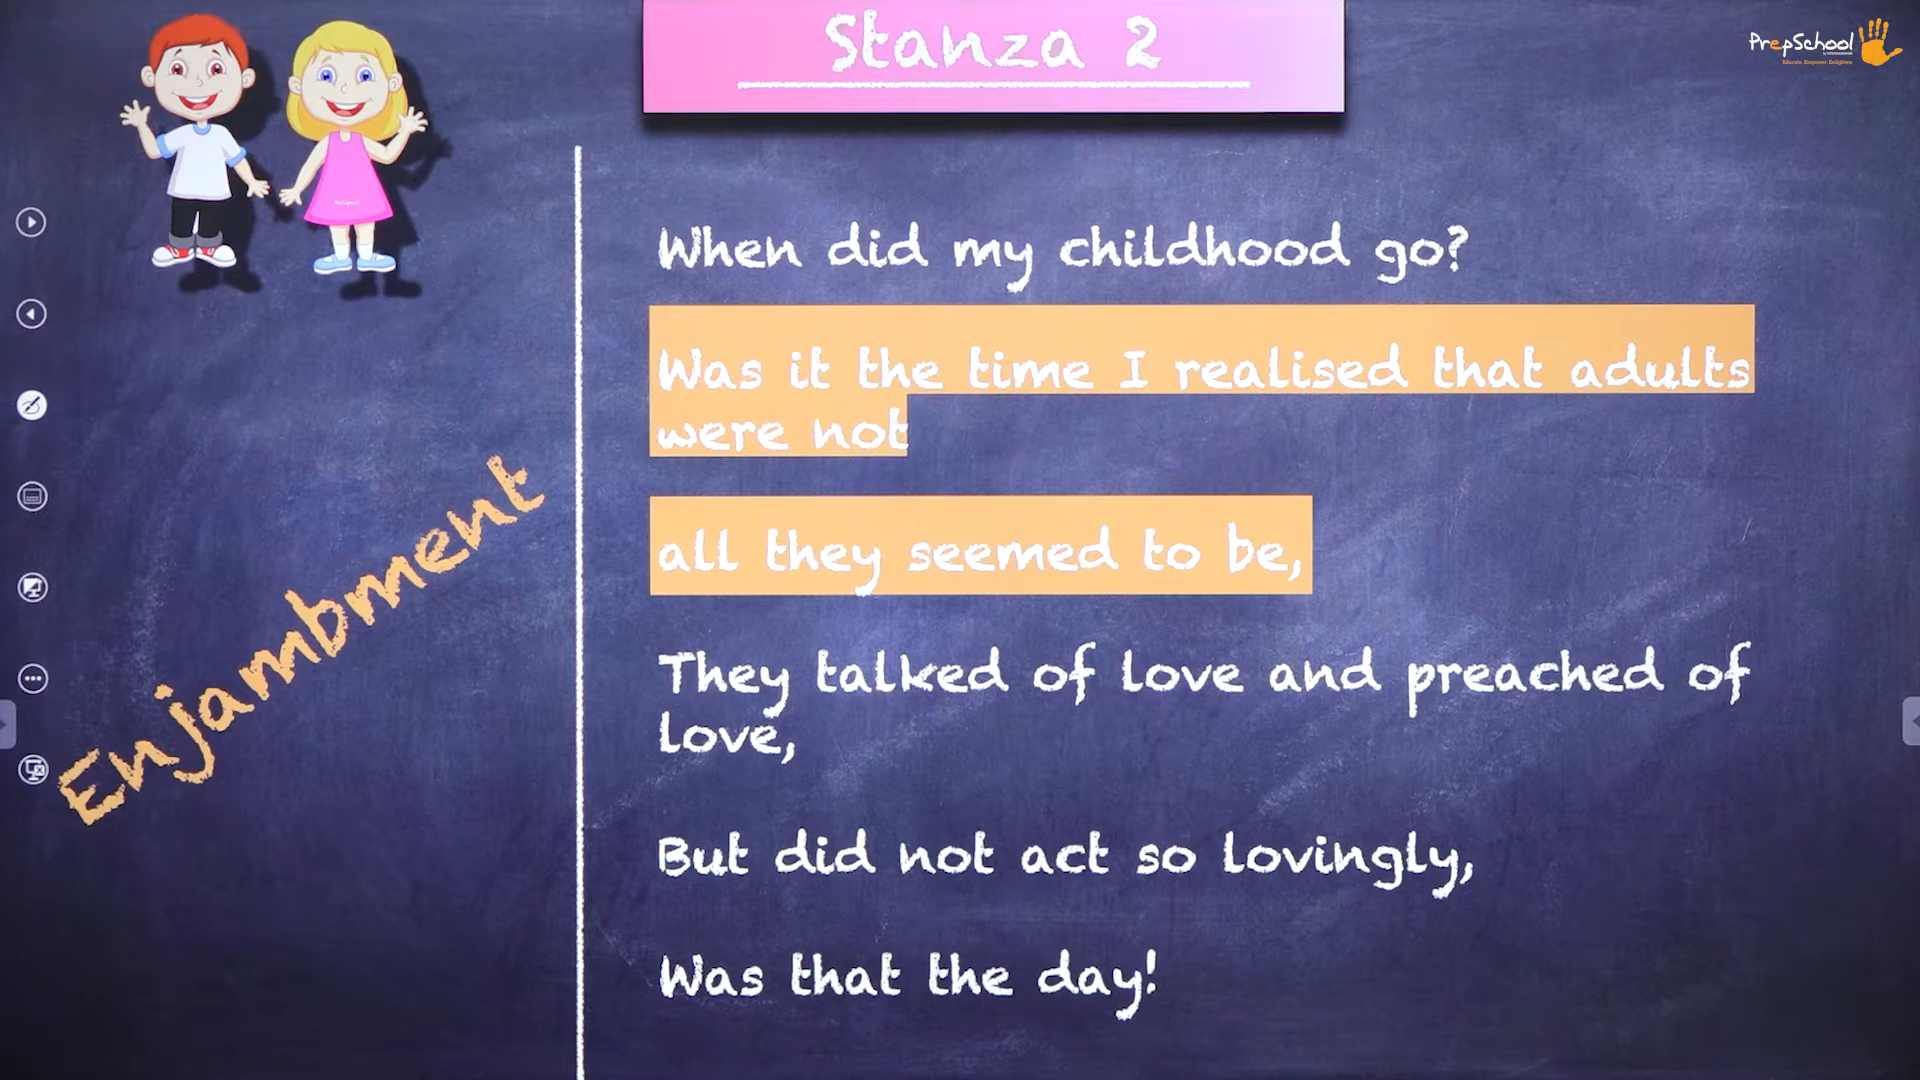 Stanza 2
PrepSchool
When did my childhood go?
Was it the time I realised that adults
were not
all they seemed to be,
They talked of love and preached of
love,
But did not act so lovingly,
Was that the day!
Enjambment